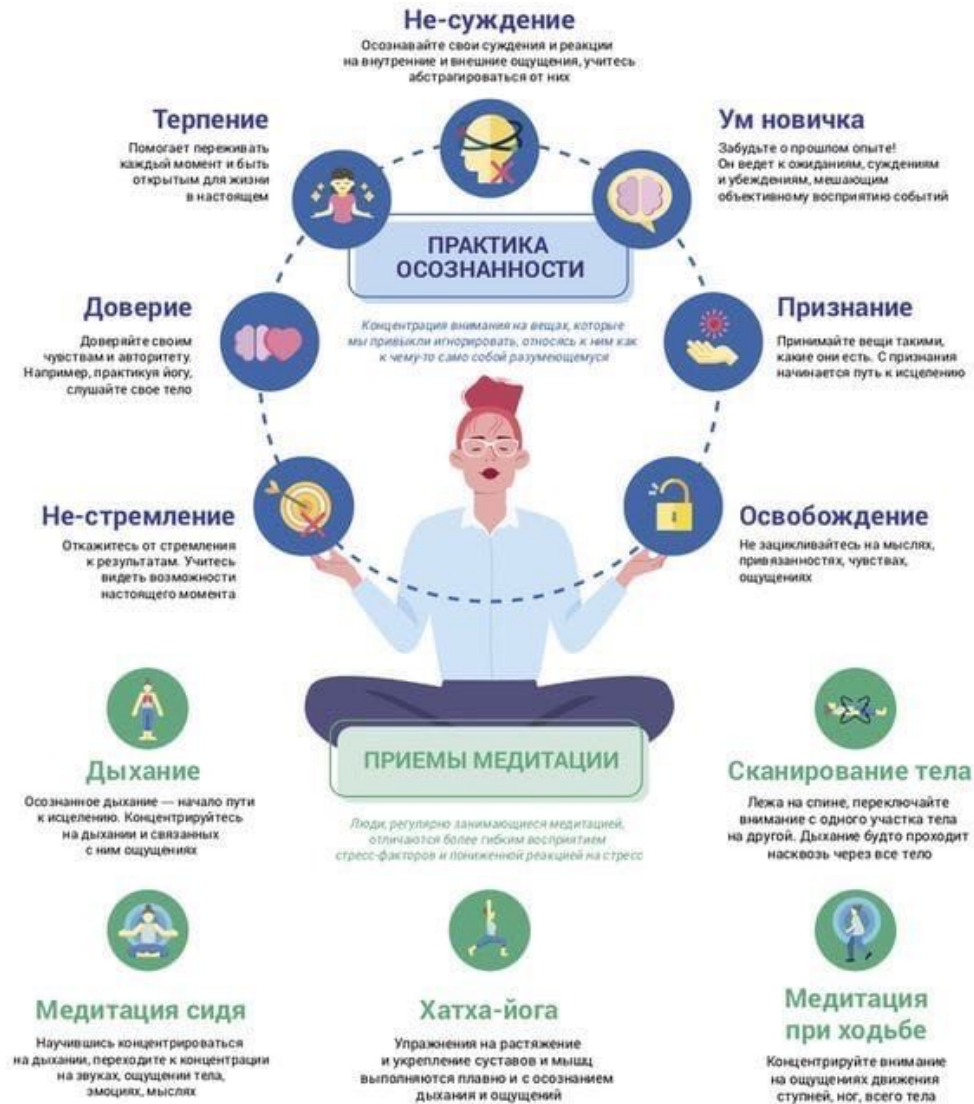 Не-суждение
Осознавайте свои суждения и реакции
на внутренние и внешние ощущения, учитесь
абстрагироваться от них
Терпение
Помогает переживать
каждый момент и быть
открытым для жизни
в настоящем
Ум новичка
Забудьте о прошлом опыте!
Он ведет к ожиданиям, суждениям
и убеждениям, мешающим
объективному восприятию событий
ПРАКТИКА
ОСОЗНАННОСТИ
Концентрация внимания на вещах, которые
мы привыкли игнорировать, относясь к ним как
к чему-то само собой разумеющемуся
Доверие
Доверяйте своим
чувствам и авторитету.
Например, практикуя йогу,
слушайте свое тело
Признание
Принимайте вещи такими,
какие они есть. С признания
начинается путь к исцелению
Не-стремление
Откажитесь от стремления
к результатам. Учитесь
видеть возможности
настоящего момента
Освобождение
Не зацикливайтесь на мыслях,
привязанностях, чувствах,
ощущениях
ПРИЕМЫ МЕДИТАЦИИ
Люди, регулярно занимающиеся медитацией,
отличаются более гибким восприятием
стресс-факторов и пониженной реакцией на стресс
Дыхание
Осознанное дыхание — начало пути
к исцелению. Концентрируйтесь
на дыхании и связанных
с ним ощущениях
Сканирование тела
Лежа на спине, переключайте
внимание с одного участка тела
на другой. Дыхание будто проходит
насквозь через все тело
Медитация сидя
Научившись концентрироваться
на дыхании, переходите к концентрации
на звуках, ощущении тела,
эмоциях, мыслях
Хатха-йога
Упражнения на растяжение
и укрепление суставов и мышц
выполняются плавно и с осознанием
дыхания и ощущений
Медитация
при ходьбе
Концентрируйте внимание
на ощущениях движения
ступней, ног, всего тела